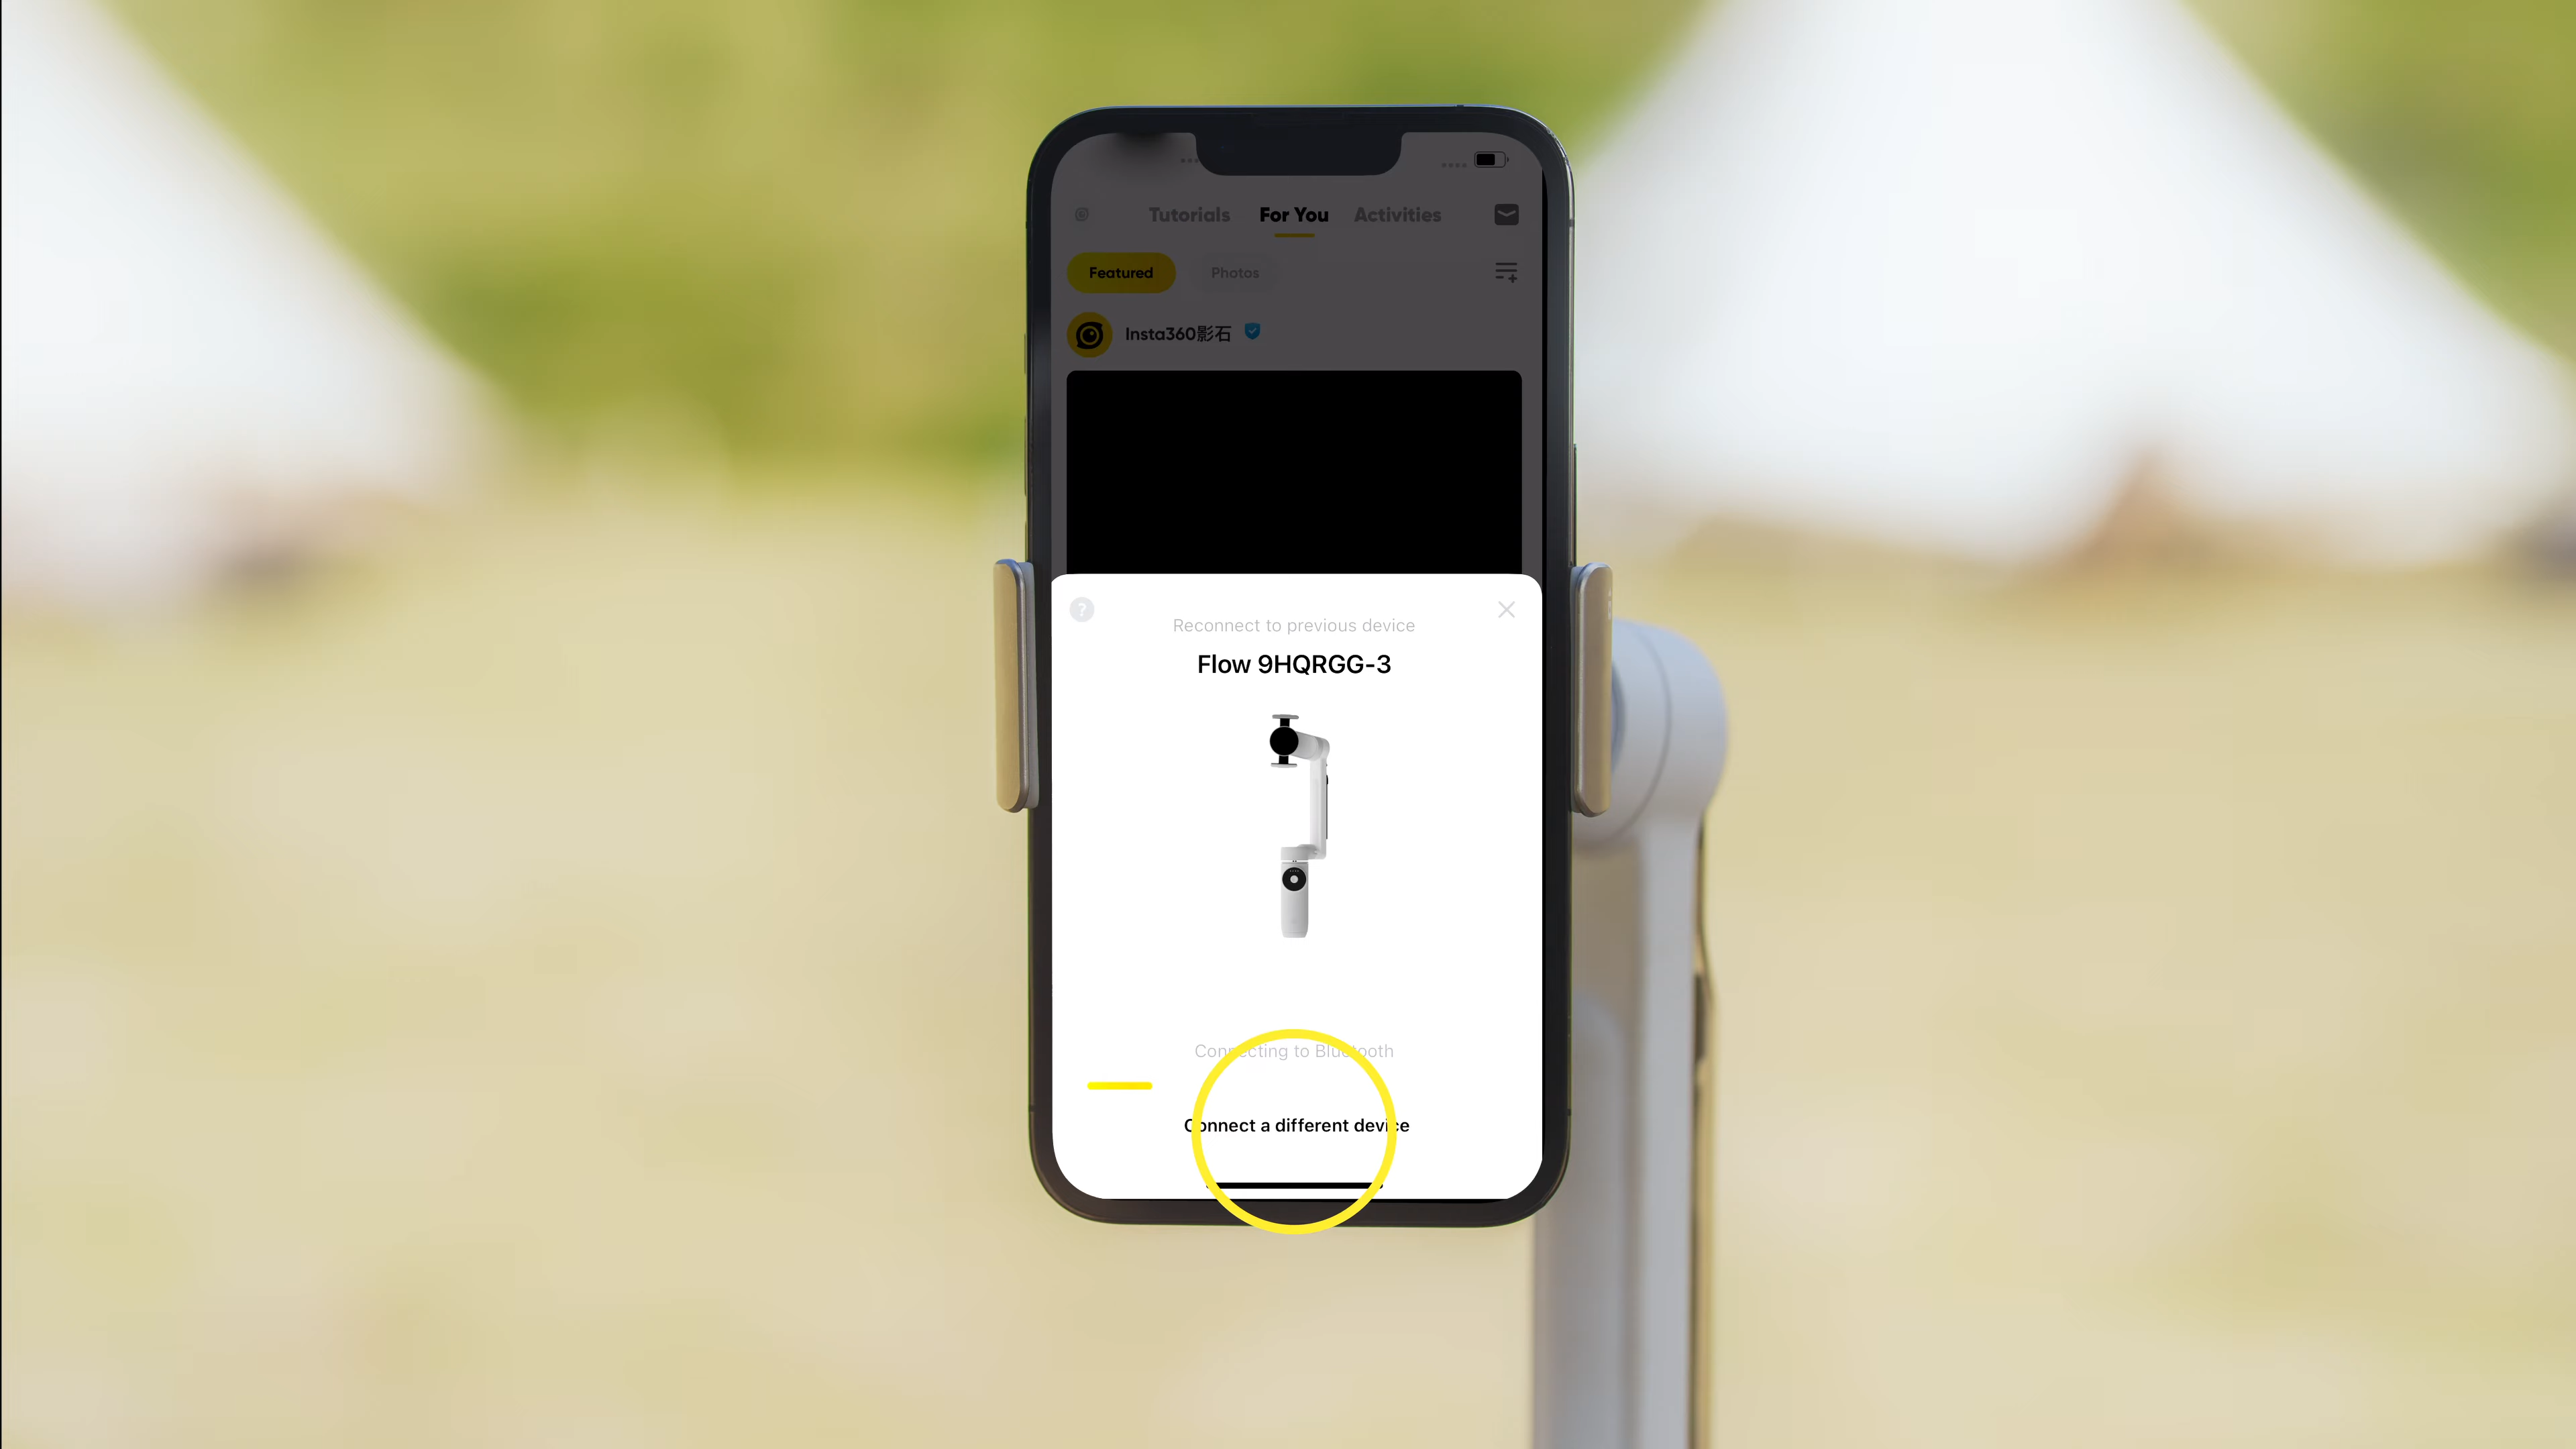 Tutorials For You Activities
Featured Photos
Insta360影石
?
Reconnect to previous device
Flow 9HQRGG-3
Connecting to Bluetooth
Connect a different device